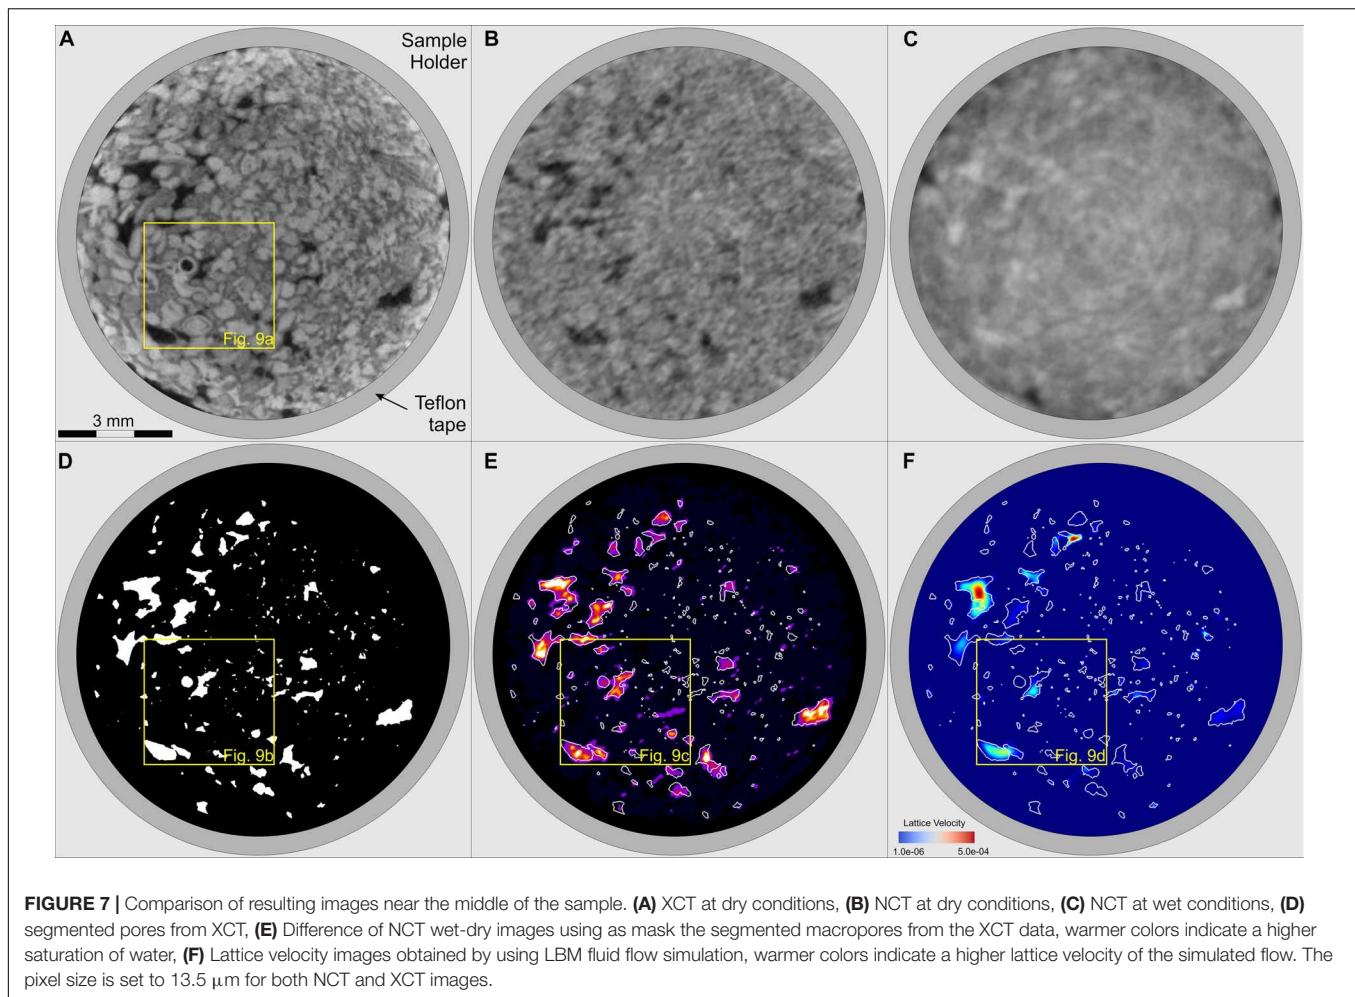 A
Sample
Holder
B
C
Fig. 9a
Teflon
tape
3 mm
D
E
F
Fig. 9b
Fig. 9c
Fig. 9d
Lattice Velocity
1.0e-06 5.0e-04
FIGURE 7 | Comparison of resulting images near the middle of the sample. (A) XCT at dry conditions, (B) NCT at dry conditions, (C) NCT at wet conditions, (D)
segmented pores from XCT, (E) Difference of NCT wet-dry images using as mask the segmented macropores from the XCT data, warmer colors indicate a higher
saturation of water, (F) Lattice velocity images obtained by using LBM fluid flow simulation, warmer colors indicate a higher lattice velocity of the simulated flow. The
pixel size is set to 13.5 μm for both NCT and XCT images.